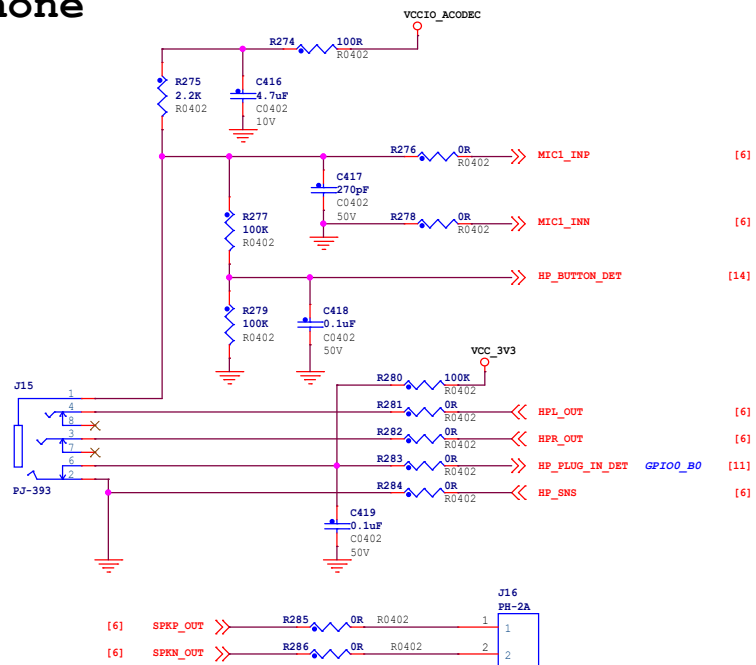 VCCIO_ACODEC
R274 100R
R0402
R275
2.2K
R0402
C416
4.7uF
C0402
10V
R276 0R
R0402
MIC1_INP [6]
C417
270pF
C0402
50V
R278 0R
R0402
MIC1_INN [6]
R277
100K
R0402
HP_BUTTON_DET [14]
R279
100K
R0402
C418
0.1uF
C0402
50V
VCC_3V3
R280 100K
R0402
J15
1
4
8
3
7
6
2
PJ-393
R281 0R
R0402
HPL_OUT [6]
R282 0R
R0402
HPR_OUT [6]
R283 0R
R0402
HP_PLUG_IN_DET GPIO0_B0 [11]
R284 0R
R0402
HP_SNS [6]
C419
0.1uF
C0402
50V
J16
PH-2A
[6] SPKP_OUT R285 0R R0402 1 1
[6] SPKN_OUT R286 0R R0402 2 2